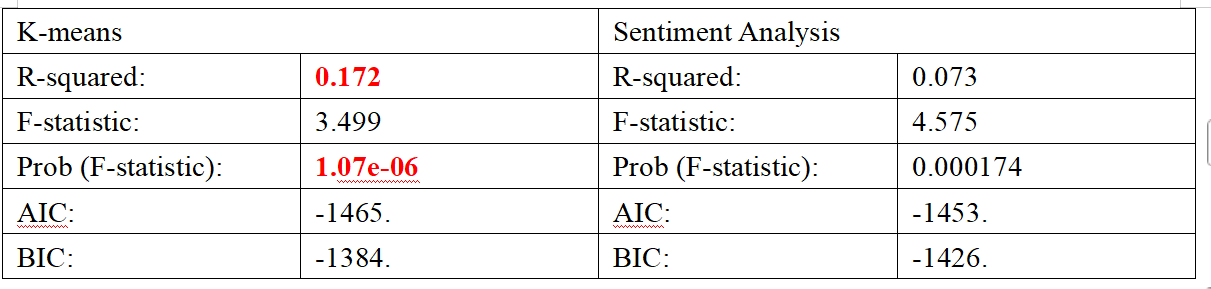 K-means Sentiment Analysis
R-squared: 0.172 R-squared: 0.073
F-statistic: 3.499 F-statistic: 4.575
Prob (F-statistic): 1.07e-06 Prob (F-statistic): 0.000174
AIC: -1465. AIC: -1453.
BIC: -1384. BIC: -1426.